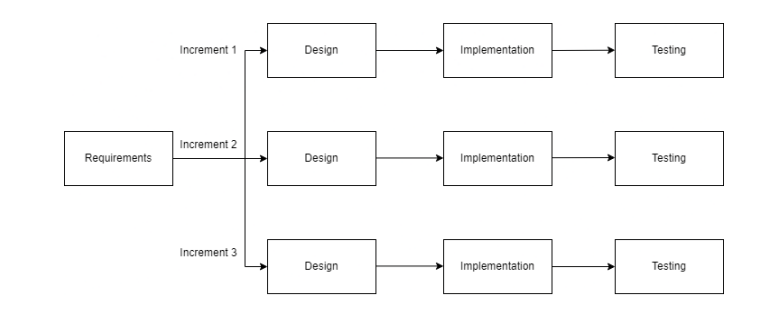 Increment 1
Design
Implementation
Testing
Requirements
Increment 2
Design
Implementation
Testing
Increment 3
Design
Implementation
Testing